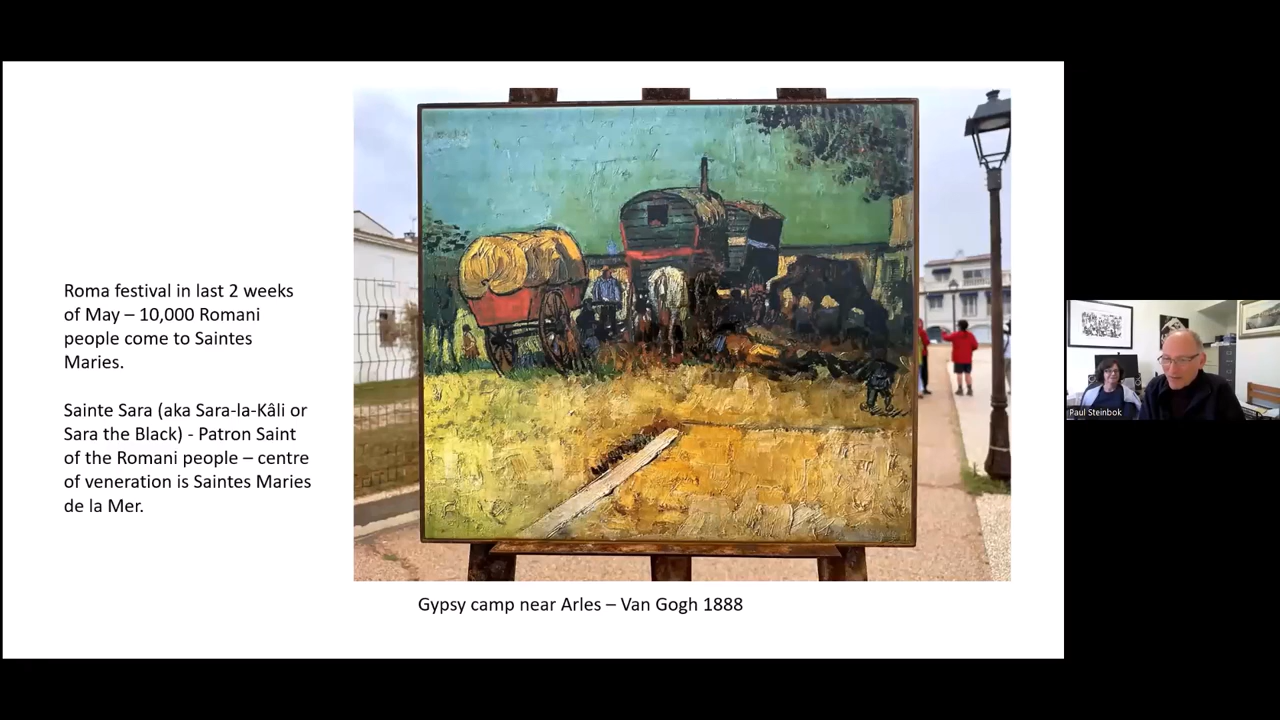 Roma festival in last 2 weeks
of May – 10,000 Romani
people come to Saintes
Maries.
Sainte Sara (aka Sara-la-Kâli or
Sara the Black) - Patron Saint
of the Romani people – centre
of veneration is Saintes Maries
de la Mer.
Gypsy camp near Arles – Van Gogh 1888
Paul Steinbok